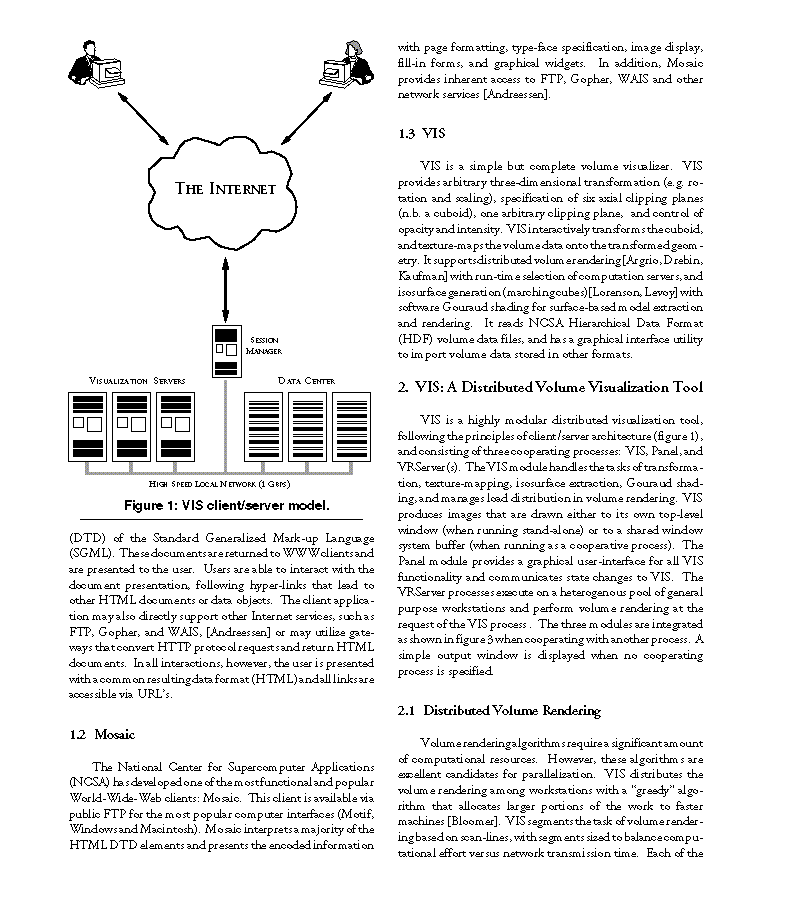 THE INTERNET
SESSION
MANAGER
VISUALIZATION SERVERS
DATA CENTER
HIGH SPEED LOCAL NETWORK (1 GBPS)
Figure 1: VIS client/server model.
(DTD) of the Standard Generalized Mark-up Language
(SGML). These documents are returned to WWW clients and
are presented to the user. Users are able to interact with the
document presentation, following hyper-links that lead to
other HTML documents or data objects. The client applica-
tion may also directly support other Internet services, such as
FTP, Gopher, and WAIS, [Andreessen] or may utilize gate-
ways that convert HTTP protocol requests and return HTML
documents. In all interactions, however, the user is presented
with a common resulting data format (HTML) and all links are
accessible via URL's.
1.2 Mosaic
The National Center for Supercomputer Applications
(NCSA) has developed one of the most functional and popular
World-Wide-Web clients: Mosaic. This client is available via
public FTP for the most popular computer interfaces (Motif,
Windows and Macintosh). Mosaic interprets a majority of the
HTML DTD elements and presents the encoded information
with page formatting, type-face specification, image display,
fill-in forms, and graphical widgets. In addition, Mosaic
provides inherent access to FTP, Gopher, WAIS and other
network services [Andreessen].
1.3 VIS
VIS is a simple but complete volume visualizer. VIS
provides arbitrary three-dimensional transformation (e.g. ro-
tation and scaling), specification of six axial clipping planes
(n.b. a cuboid), one arbitrary clipping plane, and control of
opacity and intensity. VIS interactively transforms the cuboid,
and texture-maps the volume data onto the transformed geom-
etry. It supports distributed volume rendering [Argrio, Drebin,
Kaufman] with run-time selection of computation servers, and
isosurface generation (marching cubes)[Lorenson, Levoy] with
software Gouraud shading for surface-based model extraction
and rendering. It reads NCSA Hierarchical Data Format
(HDF) volume data files, and has a graphical interface utility
to import volume data stored in other formats.
2. VIS: A Distributed Volume Visualization Tool
VIS is a highly modular distributed visualization tool,
following the principles of client/server architecture (figure 1),
and consisting of three cooperating processes: VIS, Panel, and
VRServer(s). The VIS module handles the tasks of transforma-
tion, texture-mapping, isosurface extraction, Gouraud shad-
ing, and manages load distribution in volume rendering. VIS
produces images that are drawn either to its own top-level
window (when running stand-alone) or to a shared window
system buffer (when running as a cooperative process). The
Panel module provides a graphical user-interface for all VIS
functionality and communicates state changes to VIS. The
VRServer processes execute on a heterogenous pool of general
purpose workstations and perform volume rendering at the
request of the VIS process . The three modules are integrated
as shown in figure 3 when cooperating with another process. A
simple output window is displayed when no cooperating
process is specified.
2.1 Distributed Volume Rendering
Volume rendering algorithms require a significant amount
of computational resources. However, these algorithms are
excellent candidates for parallelization. VIS distributes the
volume rendering among workstations with a "greedy" algo-
rithm that allocates larger portions of the work to faster
machines [Bloomer]. VIS segments the task of volume render-
ing based on scan-lines, with segments sized to balance compu-
tational effort versus network transmission time. Each of the